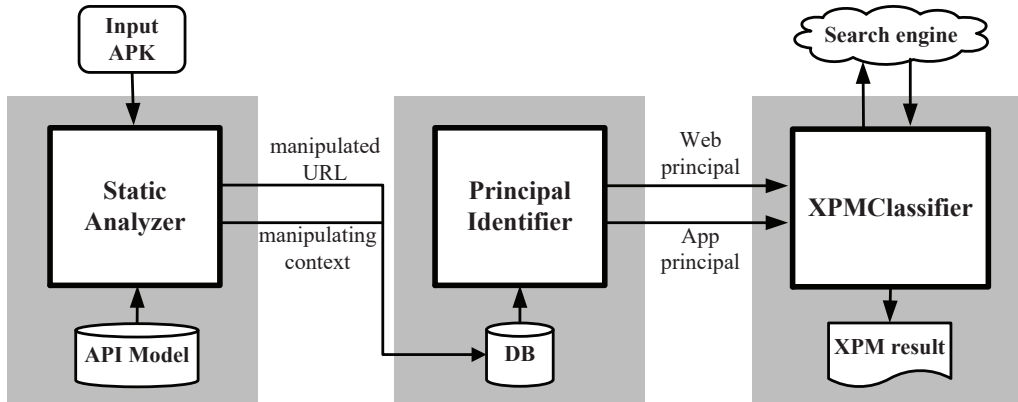 Input
APK
Search engine
Static
Analyzer
manipulated
URL
manipulating
context
Principal
Identifier
Web
principal
App
principal
XPMClassifier
API Model
DB
XPM result